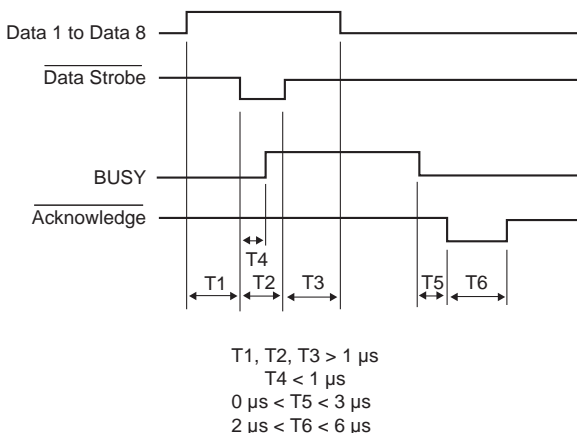 Data 1 to Data 8
Data Strobe
BUSY
Acknowledge
T4
T1 T2 T3 T5 T6
T1, T2, T3 > 1 µs
T4 < 1 µs
0 µs < T5 < 3 µs
2 µs < T6 < 6 µs